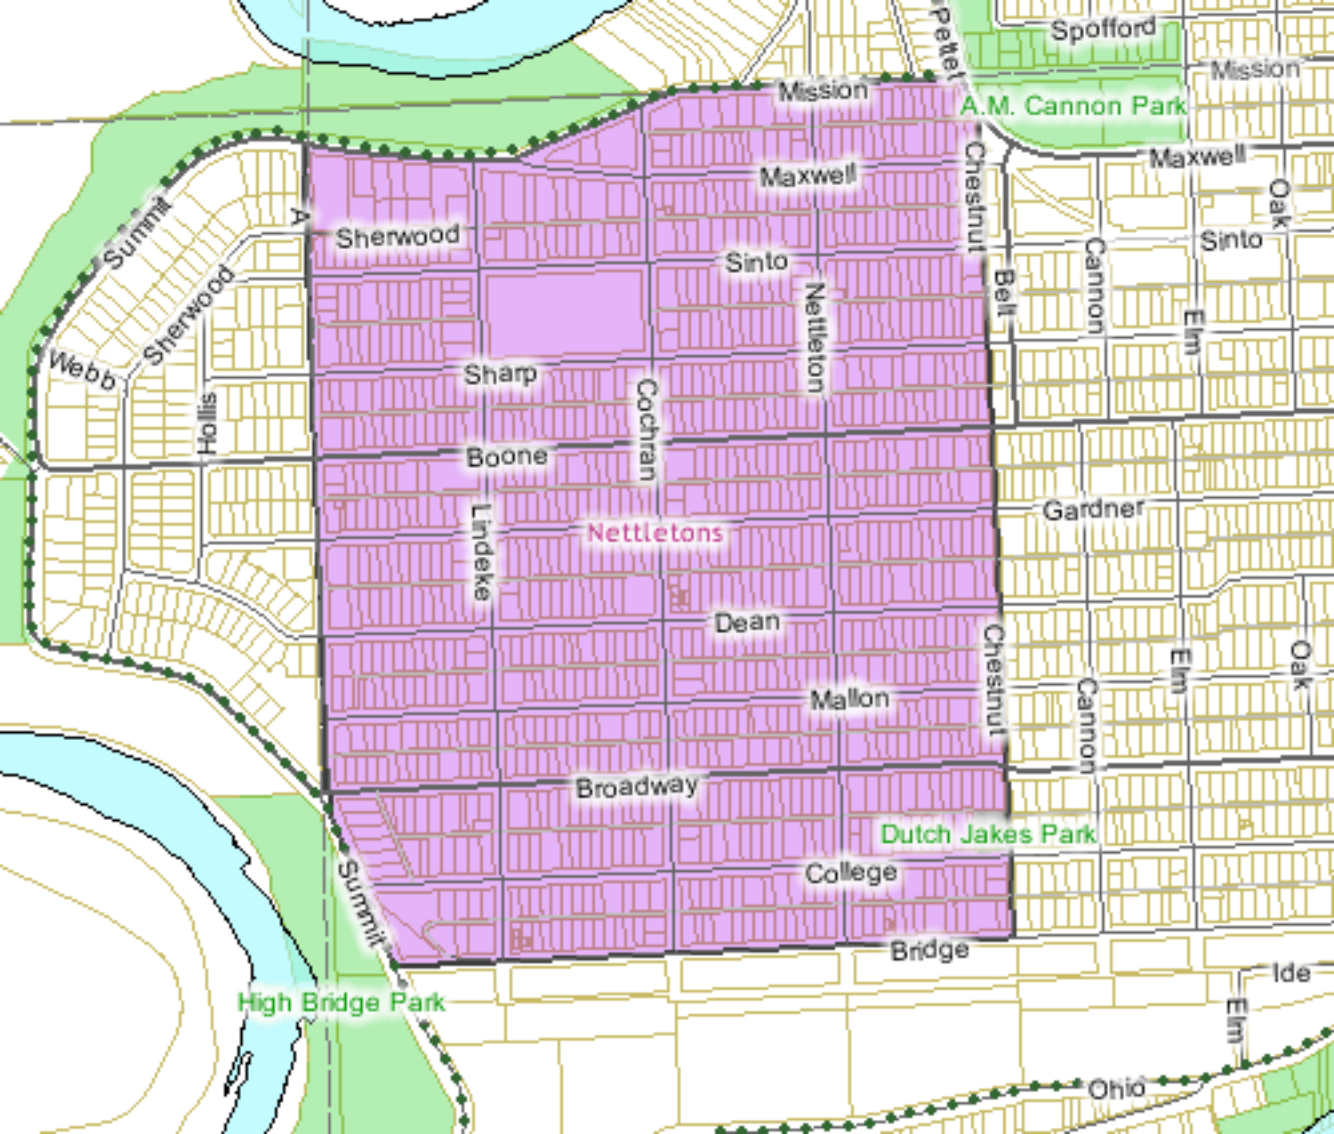 Pettet
Spofford
Mission
Mission
A.M. Cannon Park
Maxwell
Maxwell
Chestnut
Oak
Summit
A
Sherwood
Sinto
Sinto
Cannon
Bell
Nettleton
Elm
Sherwood
Webb
Sharp
Hollis
Cochran
Boone
Lindeke
Gardner
Nettletons
Dean
Chestnut
Elm
Oak
Mallon
Cannon
Broadway
Dutch Jakes Park
Summit
College
Bridge
Ide
High Bridge Park
Elm
Ohio